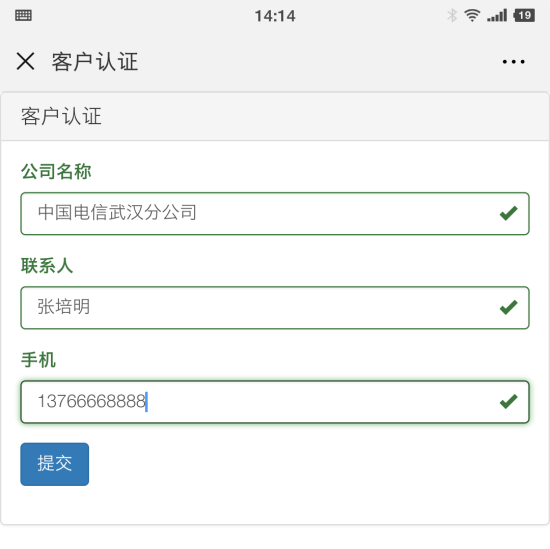 14:14
19
客户认证
客户认证
公司名称
中国电信武汉分公司
联系人
张培明
手机
13766668888
提交